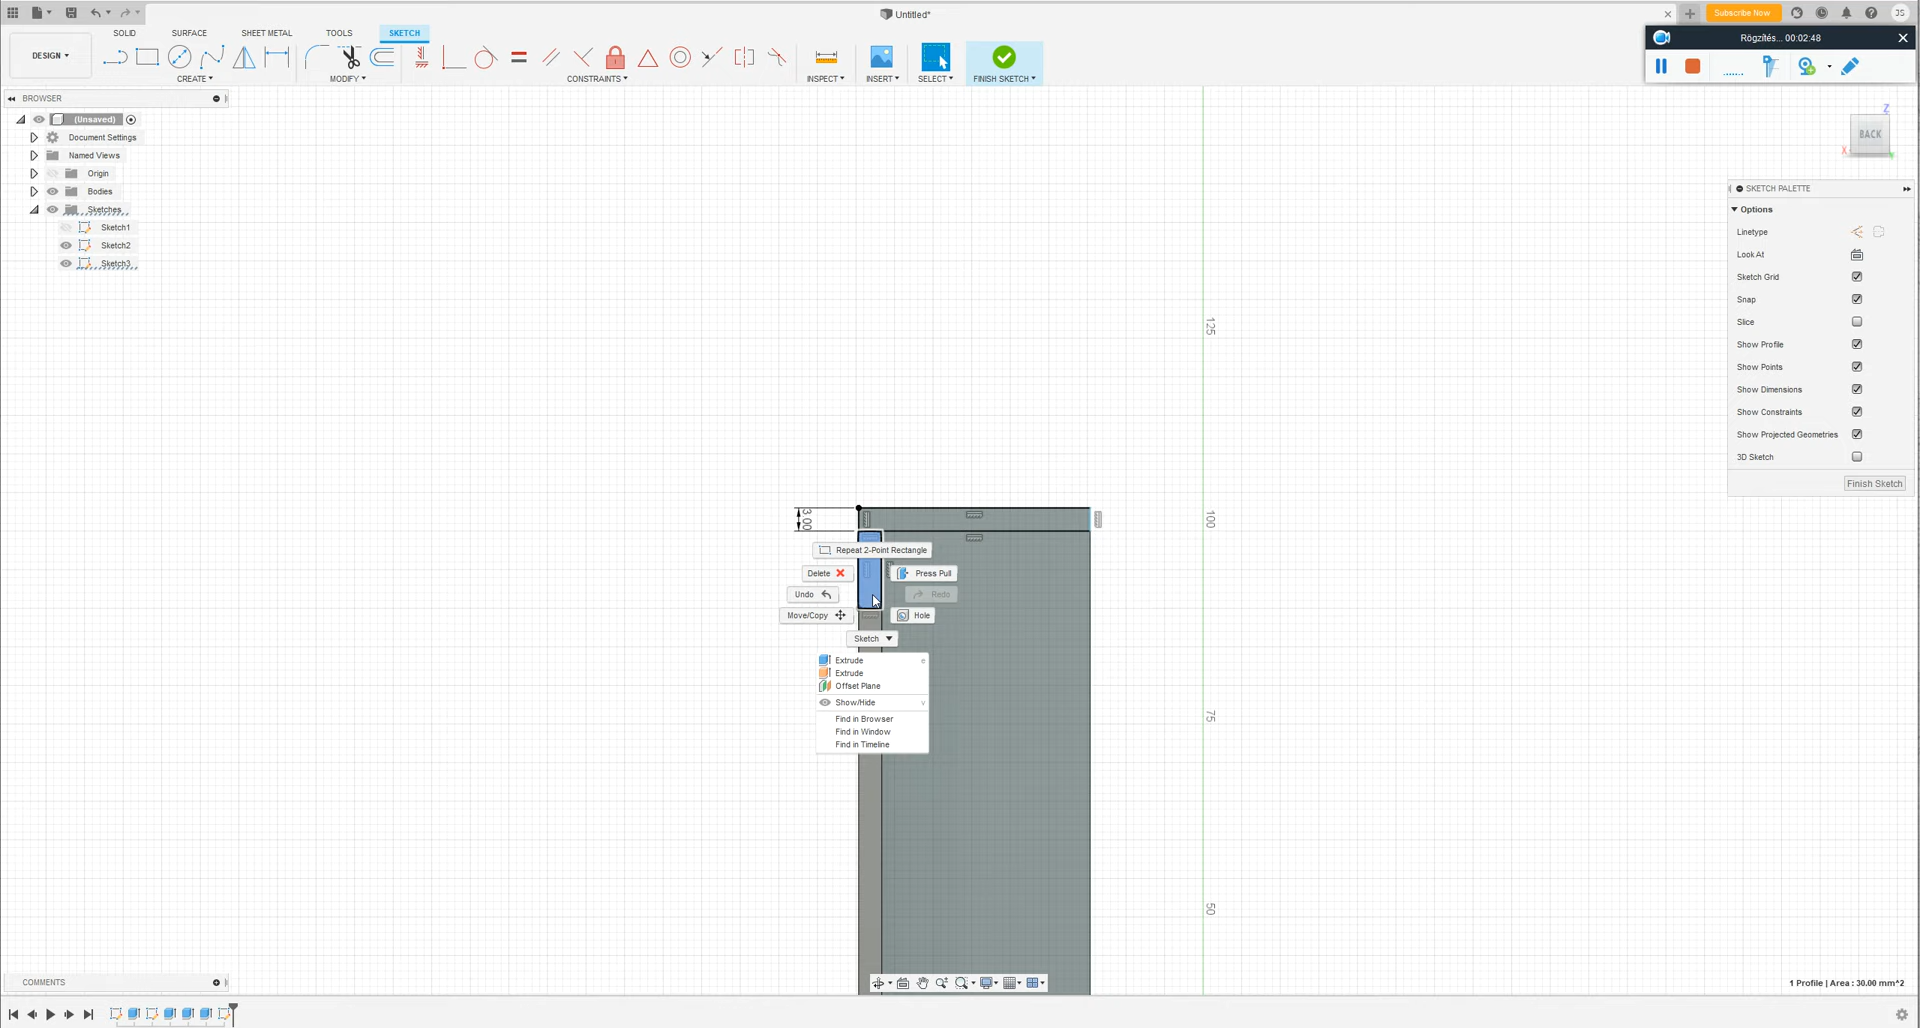 Untitled*
Subscribe Now
JS
DESIGN
SOLID
SURFACE
SHEET METAL
TOOLS
SKETCH
CREATE
MODIFY
CONSTRAINTS
INSPECT
INSERT
SELECT
FINISH SKETCH
Rögzítés... 00:02:48
BROWSER
(Unsaved)
Document Settings
Named Views
Origin
Bodies
Sketches
Sketch1
Sketch2
Sketch3
Z
BACK
X
Y
SKETCH PALETTE
Options
Linetype
Look At
Sketch Grid
Snap
Slice
Show Profile
Show Points
Show Dimensions
Show Constraints
Show Projected Geometries
3D Sketch
Finish Sketch
125
100
75
50
3.00
Repeat 2-Point Rectangle
Delete
Press Pull
Undo
Redo
Move/Copy
Hole
Sketch
Extrude e
Extrude
Offset Plane
Show/Hide v
Find in Browser
Find in Window
Find in Timeline
COMMENTS
1 Profile | Area : 30.00 mm^2